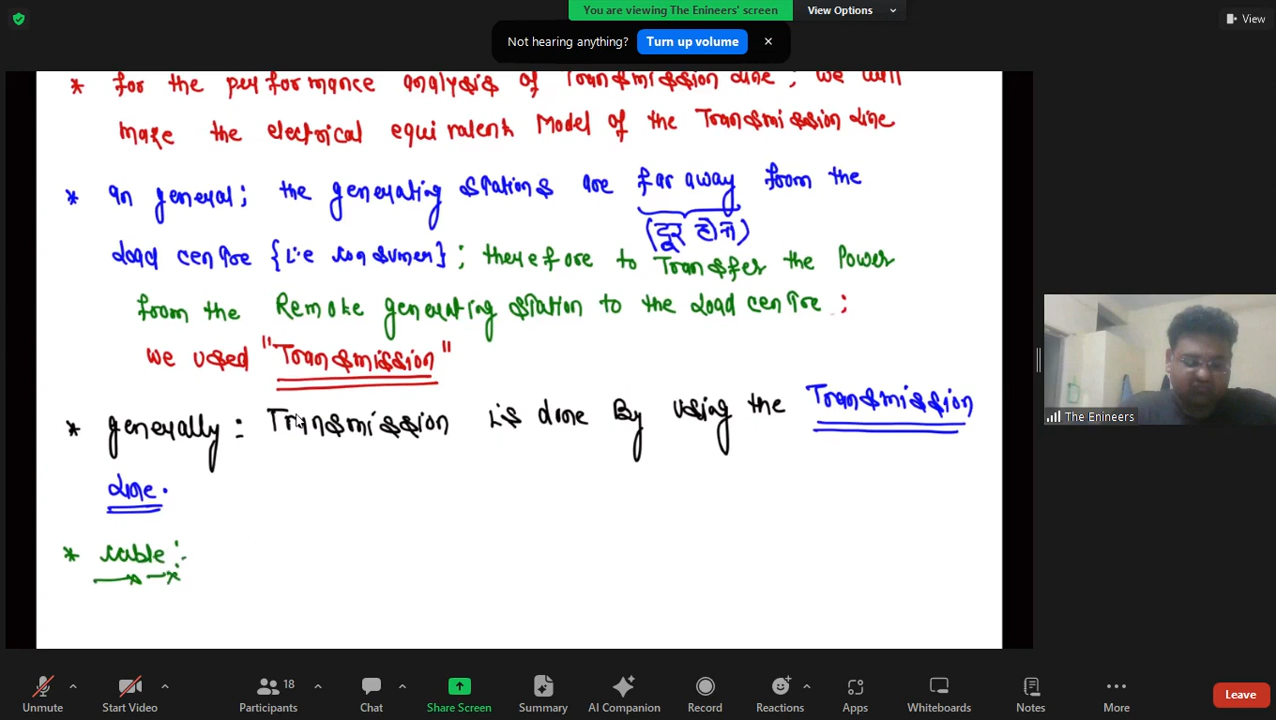 You are viewing The Enineers' screen
View Options
View
Not hearing anything?
Turn up volume
* for the performance analysis of Transmission Line; we will
make the electrical equivalent Model of the Transmission Line
* In general; the generating stations are far away from the
(दूर होना)
Load centre {i.e consumer}; therefore to Transfer the Power
from the Remote generating station to the Load centre;
we used "Transmission"
* generally: Transmission is done By using the Transmission
Line.
* cable:-
The Enineers
Unmute
Start Video
18
Participants
Chat
Share Screen
Summary
AI Companion
Record
Reactions
Apps
Whiteboards
Notes
More
Leave